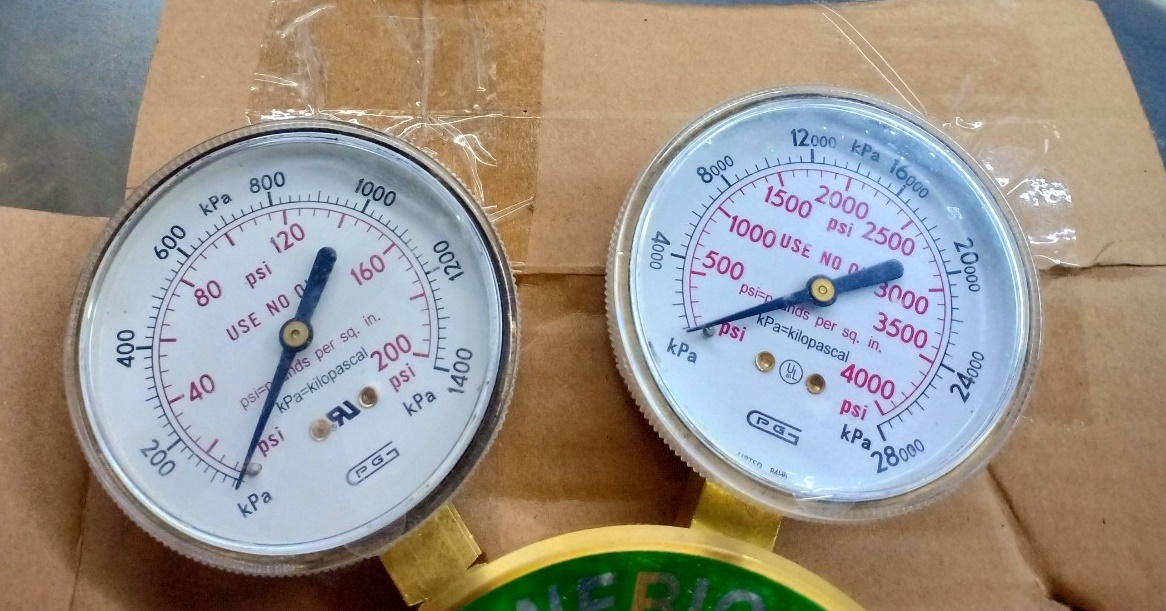 kPa
200
400
600
800
1000
1200
1400
kPa
psi
40
80
120
160
200
psi
psi
USE NO
per sq. in.
kPa=kilopascal
PG
kPa
4000
8000
12000
kPa
16000
20000
24000
28000
kPa
psi
500
1000
1500
2000
2500
3000
3500
4000
psi
psi
USE NO
per sq. in.
kPa=kilopascal
UL
PG